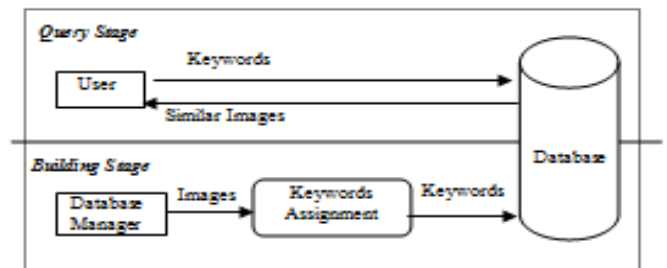 Query Stage
Keywords
User
Similar Images
Database
Building Stage
Images
Keywords
Assignment
Keywords
Database
Manager